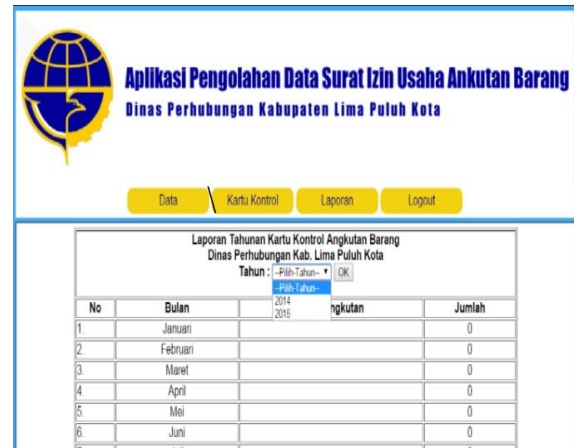 Aplikasi Pengolahan Data Surat Izin Usaha Ankutan Barang
Dinas Perhubungan Kabupaten Lima Puluh Kota
Data Kartu Kontrol Laporan Logout
Laporan Tahunan Kartu Kontrol Angkutan Barang
Dinas Perhubungan Kab. Lima Puluh Kota
Tahun : --Pilih-Tahun-- OK
--Pilih-Tahun--
2014
2015
No Bulan ngkutan Jumlah
1. Januari 0
2. Februari 0
3. Maret 0
4. April 0
5. Mei 0
6. Juni 0